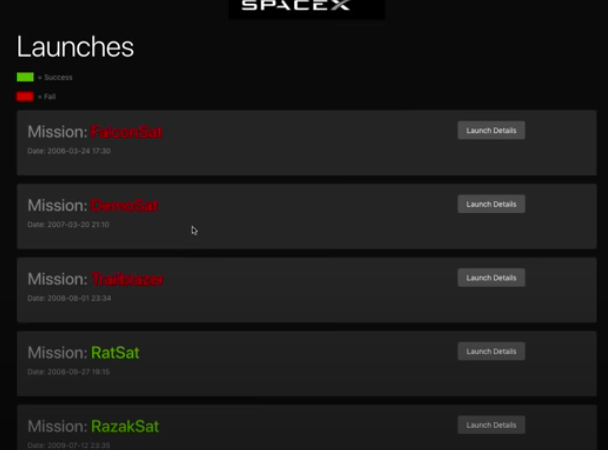 SPACEX
Launches
= Success
= Fail
Mission: FalconSat
Launch Details
Date: 2006-03-24 17:30
Mission: DemoSat
Launch Details
Date: 2007-03-20 21:10
Mission: Trailblazer
Launch Details
Date: 2008-08-01 23:34
Mission: RatSat
Launch Details
Date: 2008-09-27 19:15
Mission: RazakSat
Launch Details
Date: 2009-07-12 23:35